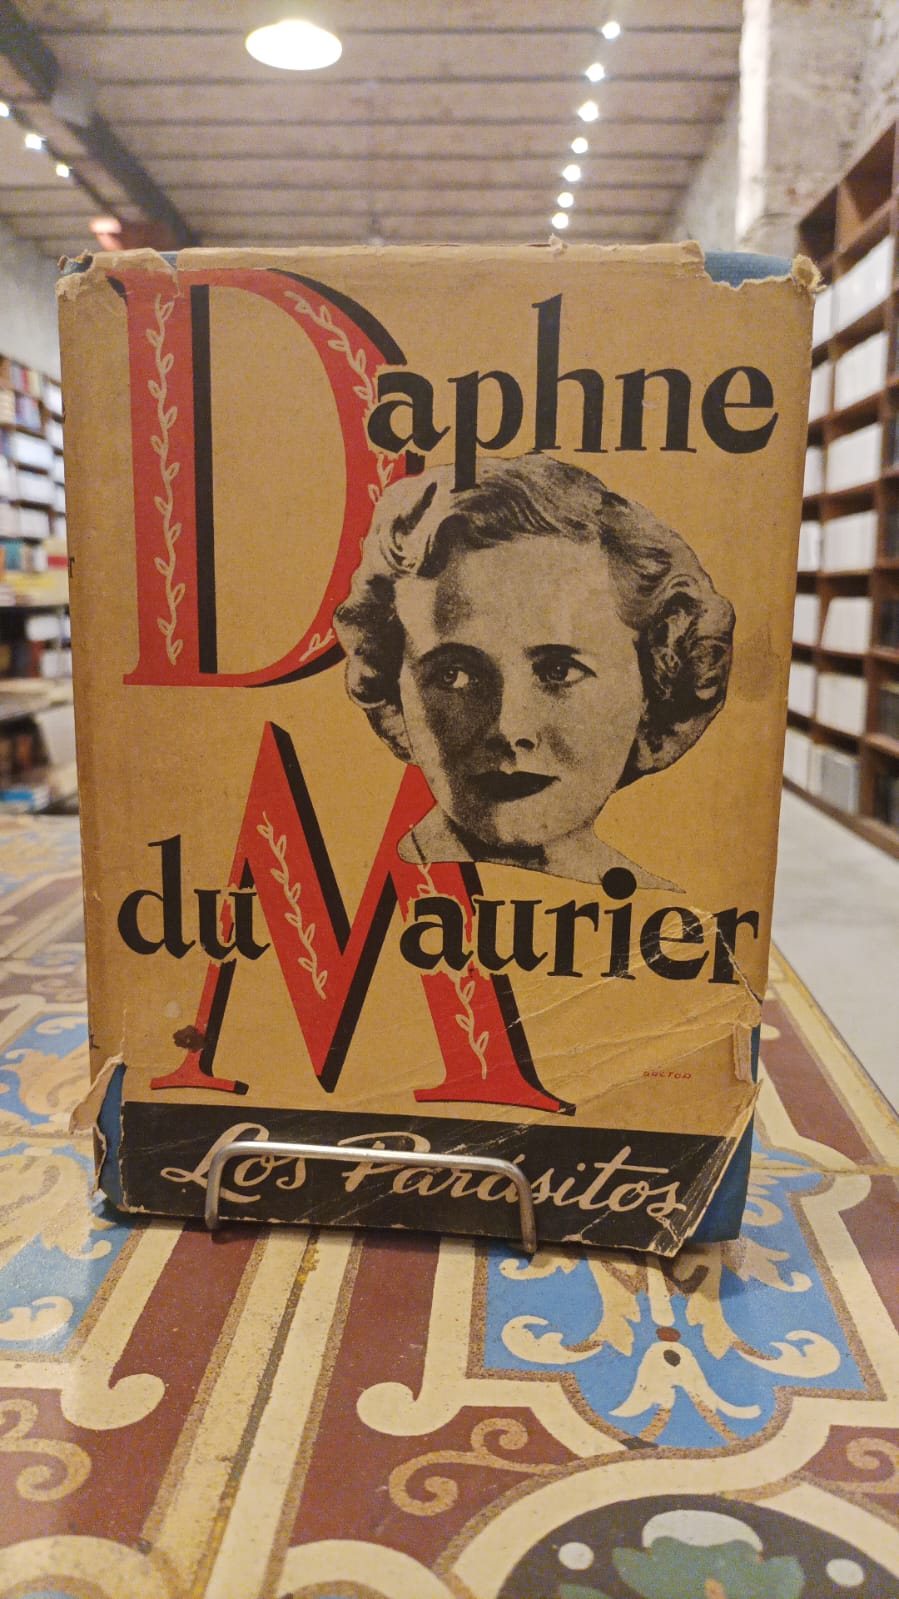 Daphne
du Maurier
Los Parásitos